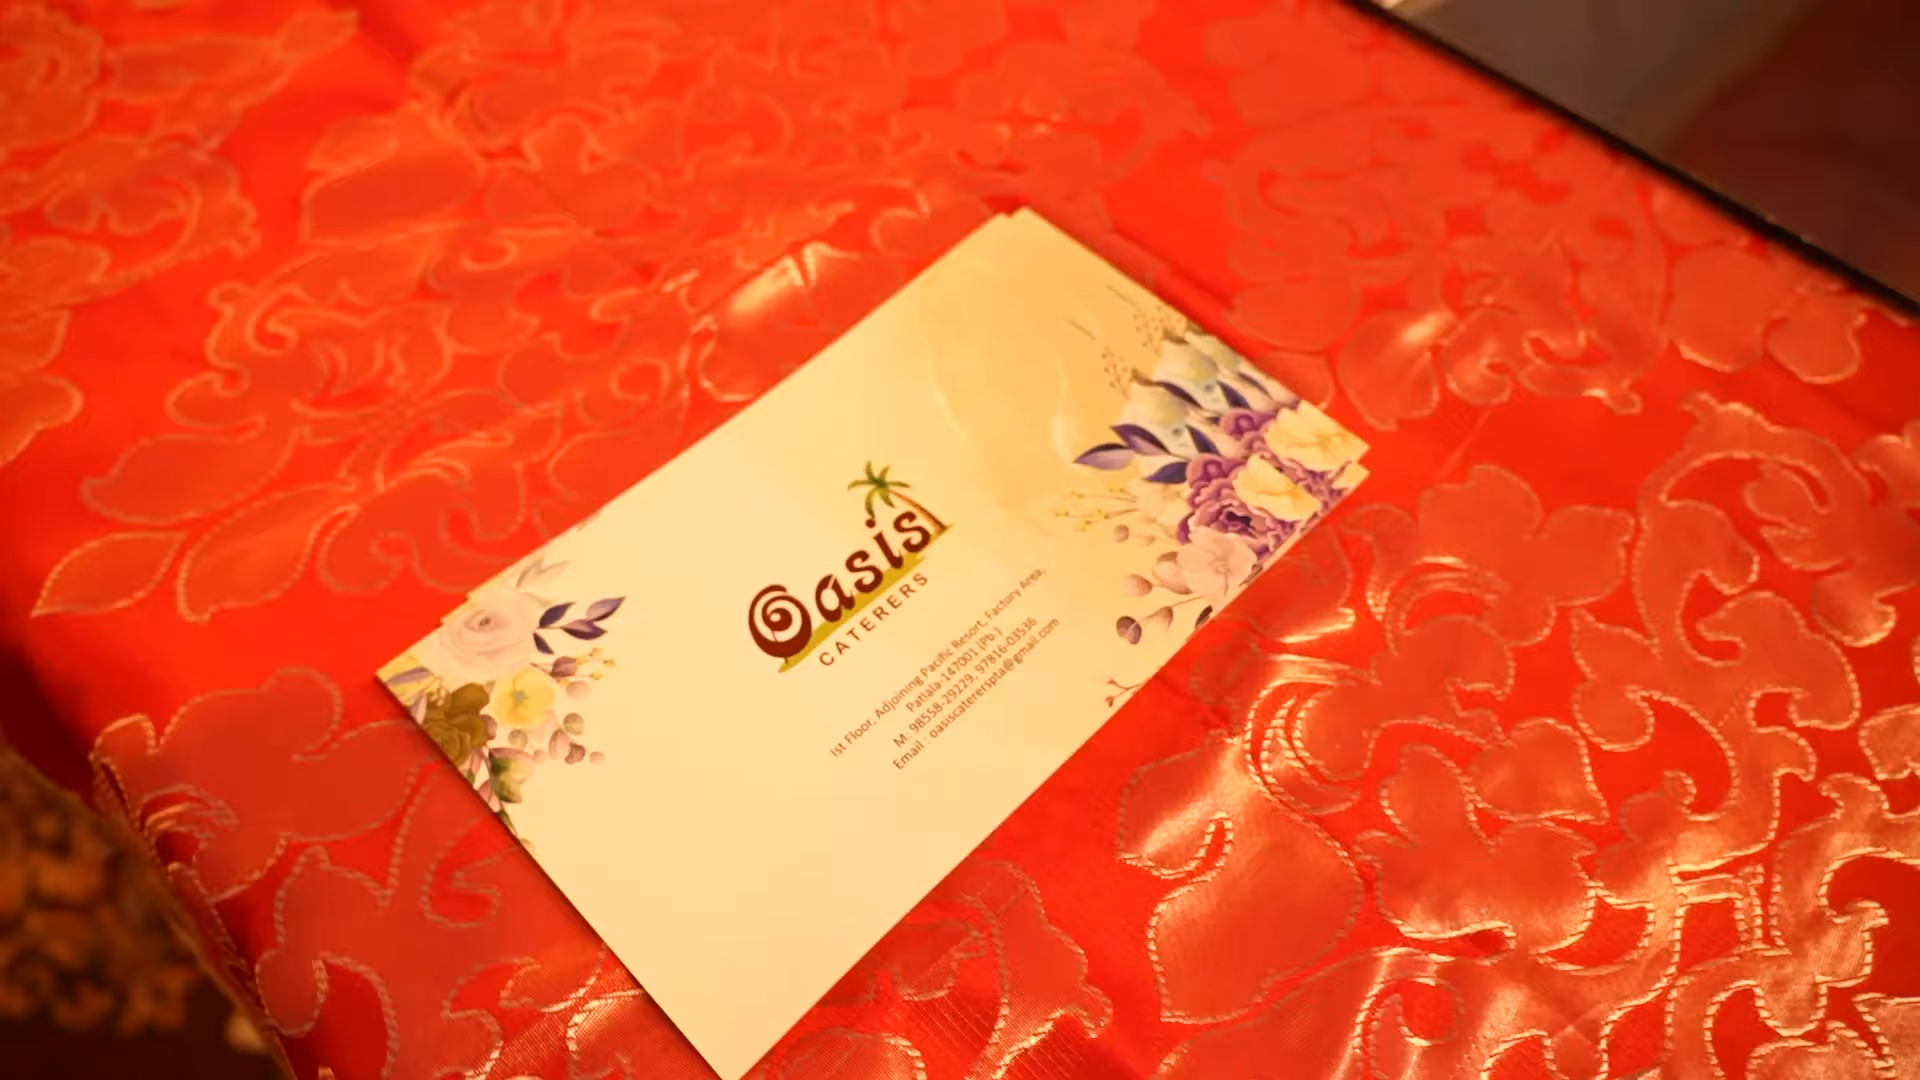 Oasis
CATERERS
1st Floor, Adjoining Pacific Resort, Factory Area,
Patiala-147001 (Pb.)
M: 98558-29229, 97816-03536
Email : oasiscatererspta@gmail.com